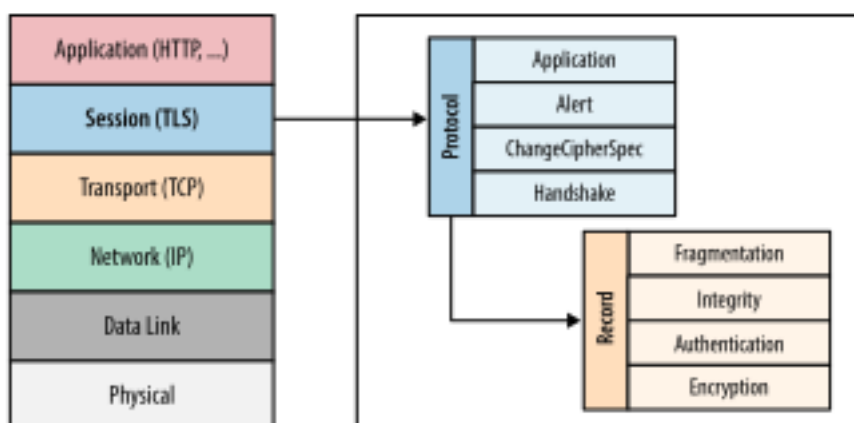 Application (HTTP, ...)
Session (TLS)
Transport (TCP)
Network (IP)
Data Link
Physical
Protocol
Application
Alert
ChangeCipherSpec
Handshake
Record
Fragmentation
Integrity
Authentication
Encryption